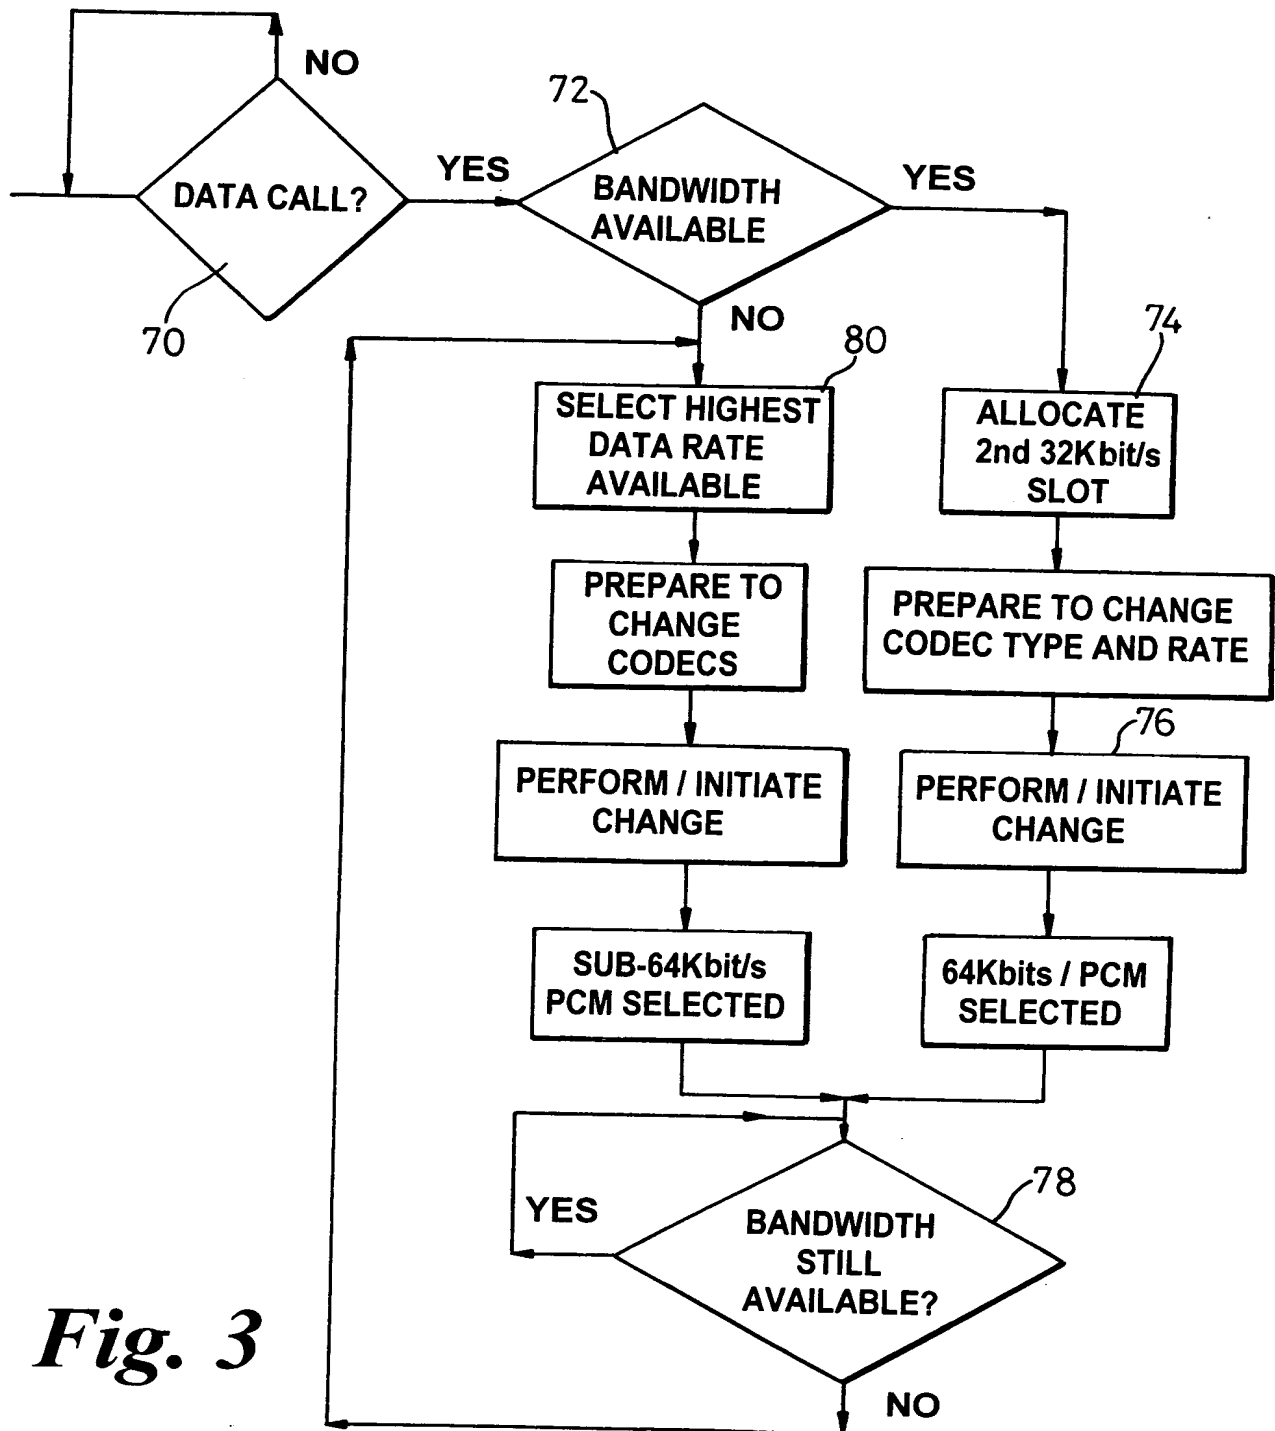 NO
72
YES
YES
DATA CALL?
BANDWIDTH
AVAILABLE
70
NO
74
80
SELECT HIGHEST
DATA RATE
AVAILABLE
ALLOCATE
2nd 32Kbit/s
SLOT
PREPARE TO
CHANGE
CODECS
PREPARE TO CHANGE
CODEC TYPE AND RATE
76
PERFORM / INITIATE
CHANGE
PERFORM / INITIATE
CHANGE
SUB-64Kbit/s
PCM SELECTED
64Kbits / PCM
SELECTED
78
YES
BANDWIDTH
STILL
AVAILABLE?
NO
Fig. 3